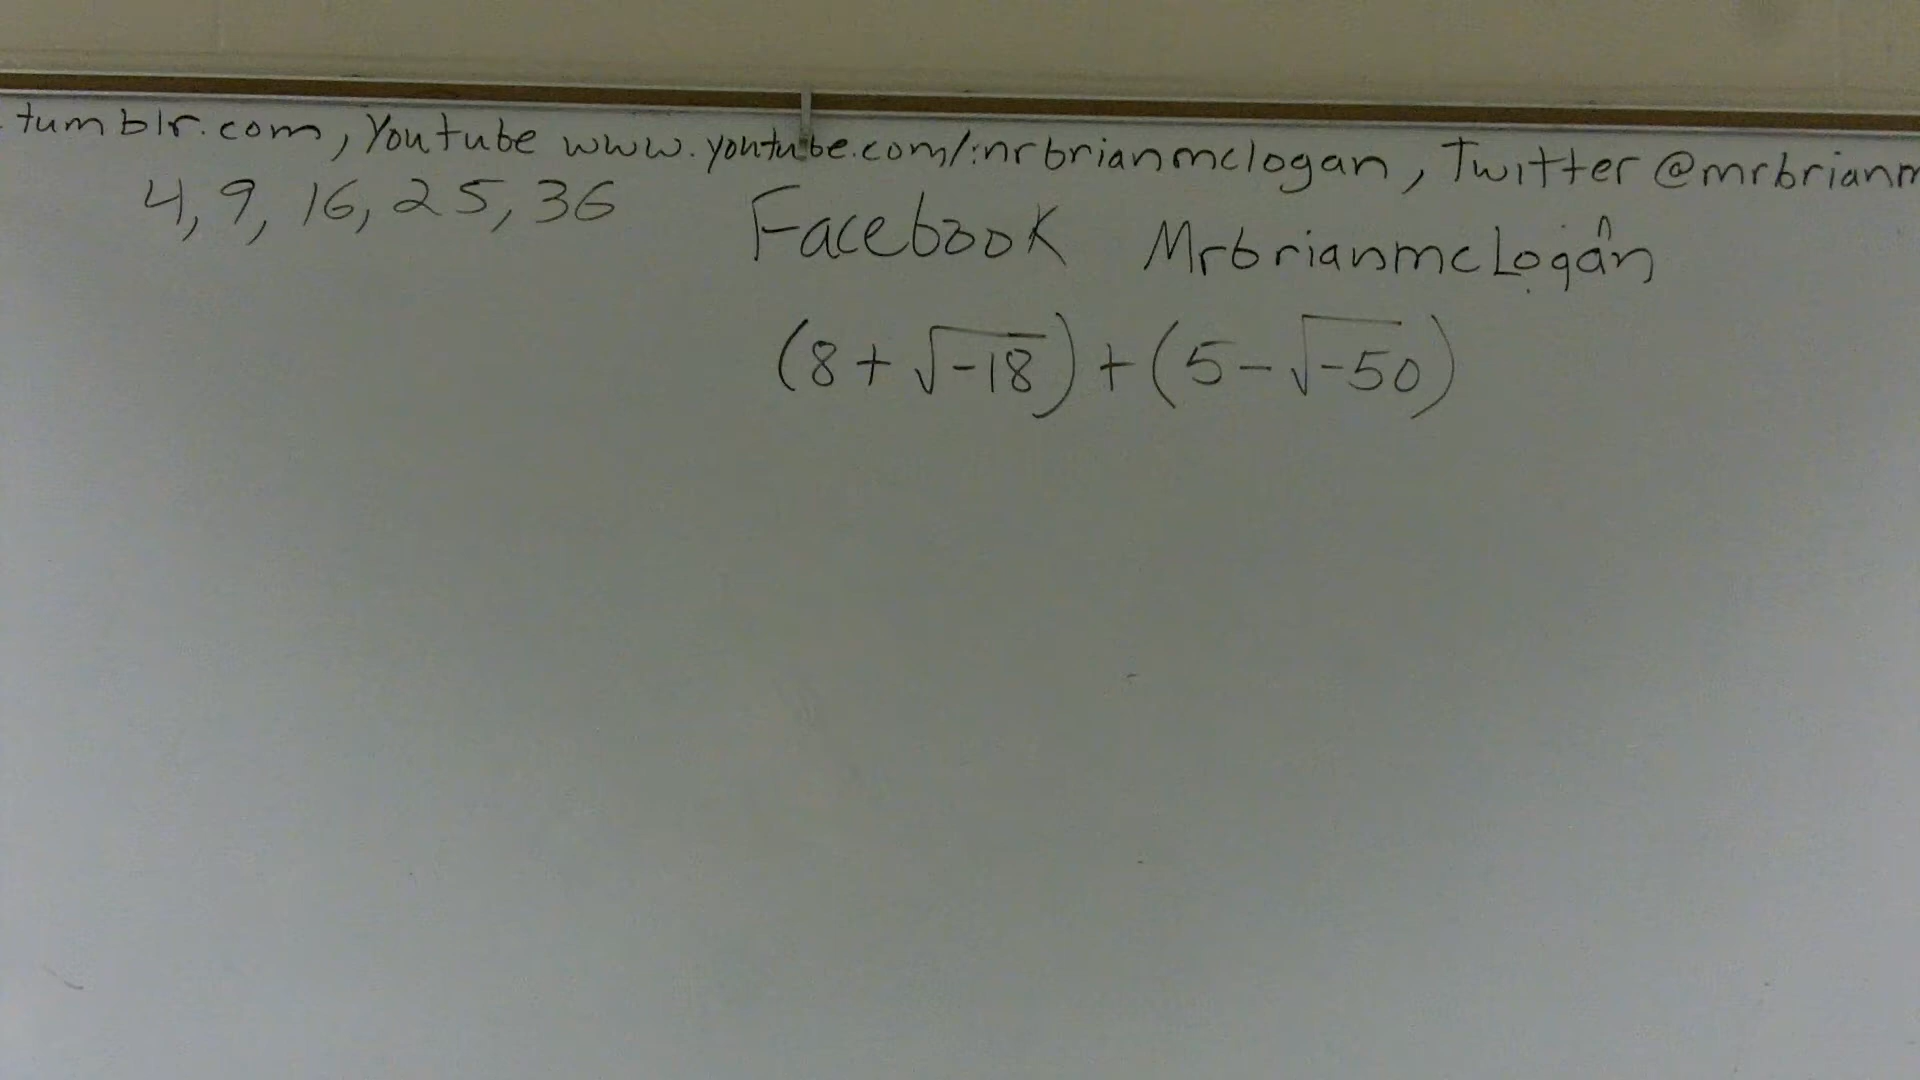 .tumblr.com, Youtube www.youtube.com/mrbrianmclogan, Twitter @mrbrianm
4, 9, 16, 25, 36
Facebook MrbrianmcLogan
(8+√-18)+(5-√-50)